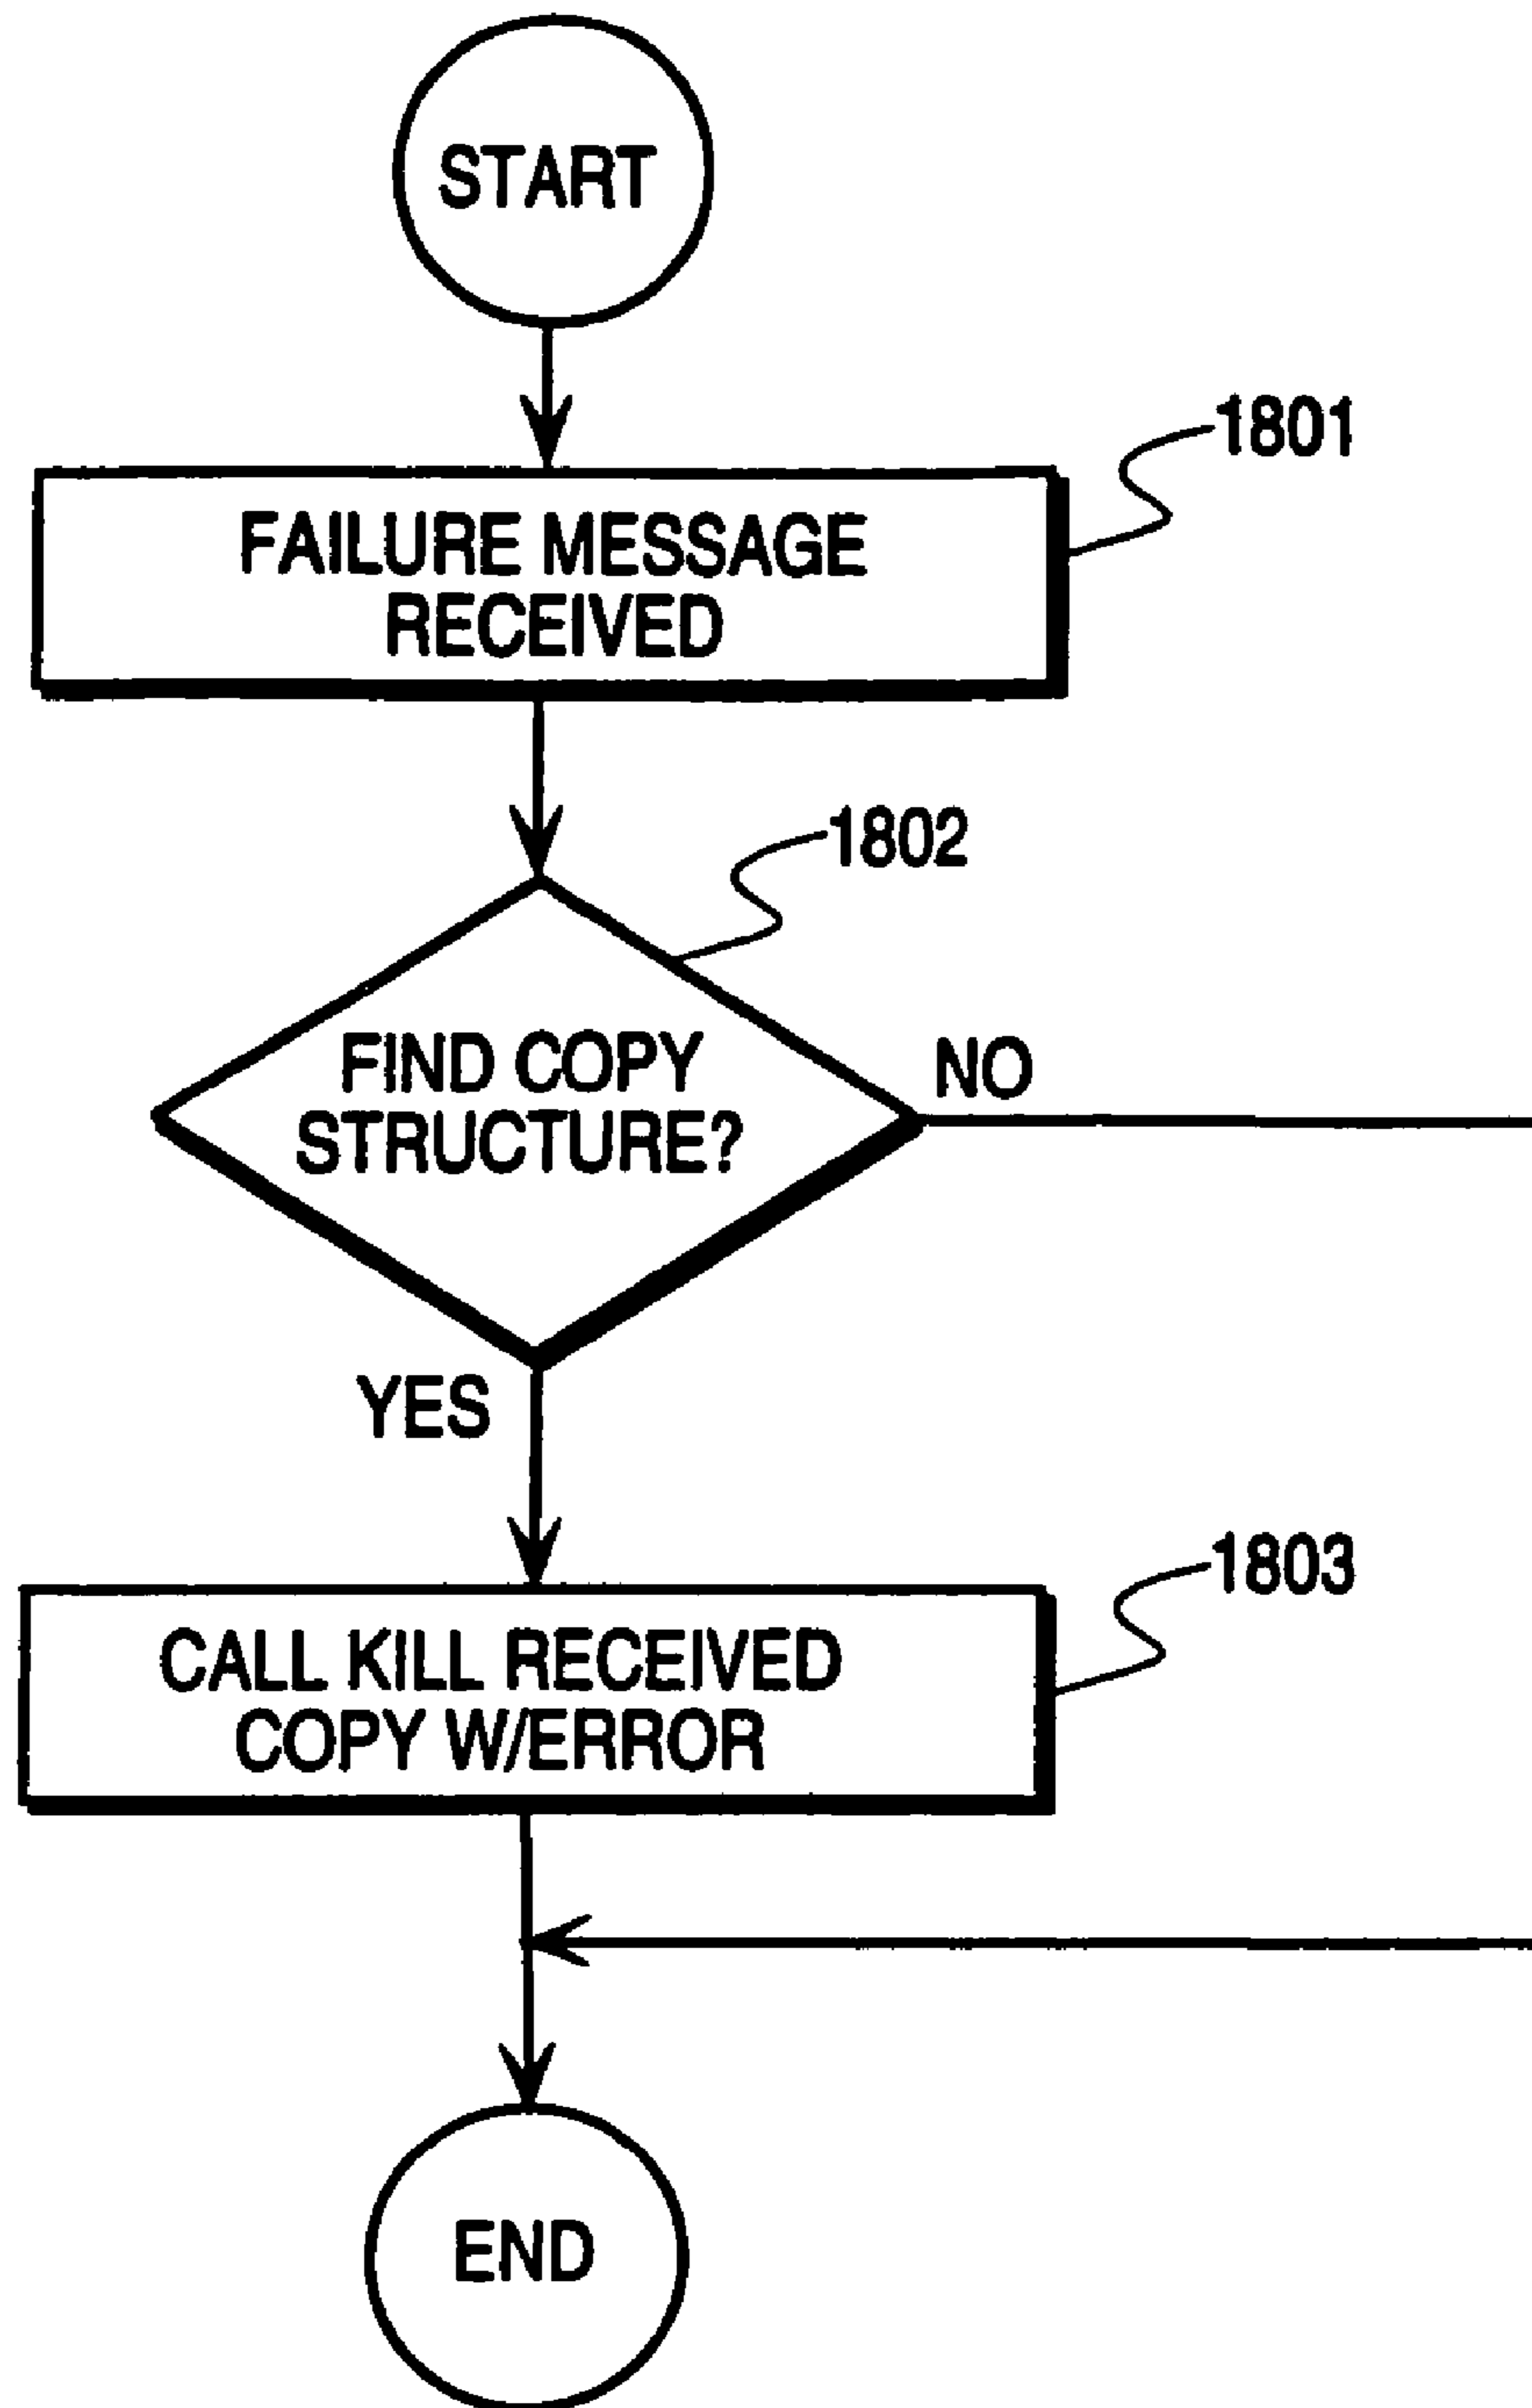 START
1801
FAILURE MESSAGE
RECEIVED
1802
FIND COPY
STRUCTURE?
NO
YES
1803
CALL KILL RECEIVED
COPY W/ERROR
END